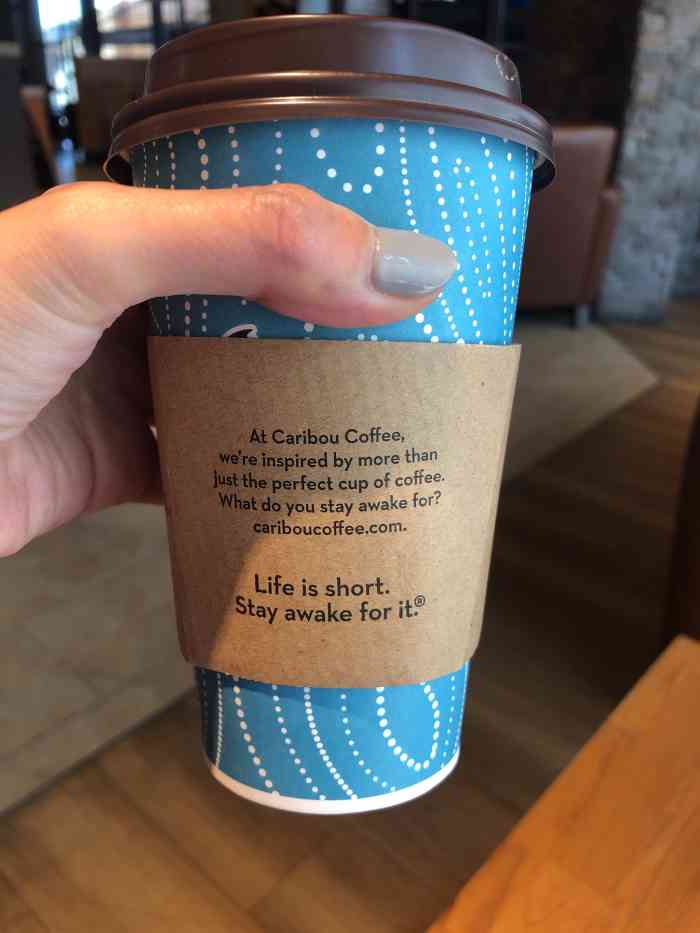 At Caribou Coffee,
we're inspired by more than
just the perfect cup of coffee.
What do you stay awake for?
cariboucoffee.com.
Life is short.
Stay awake for it.®